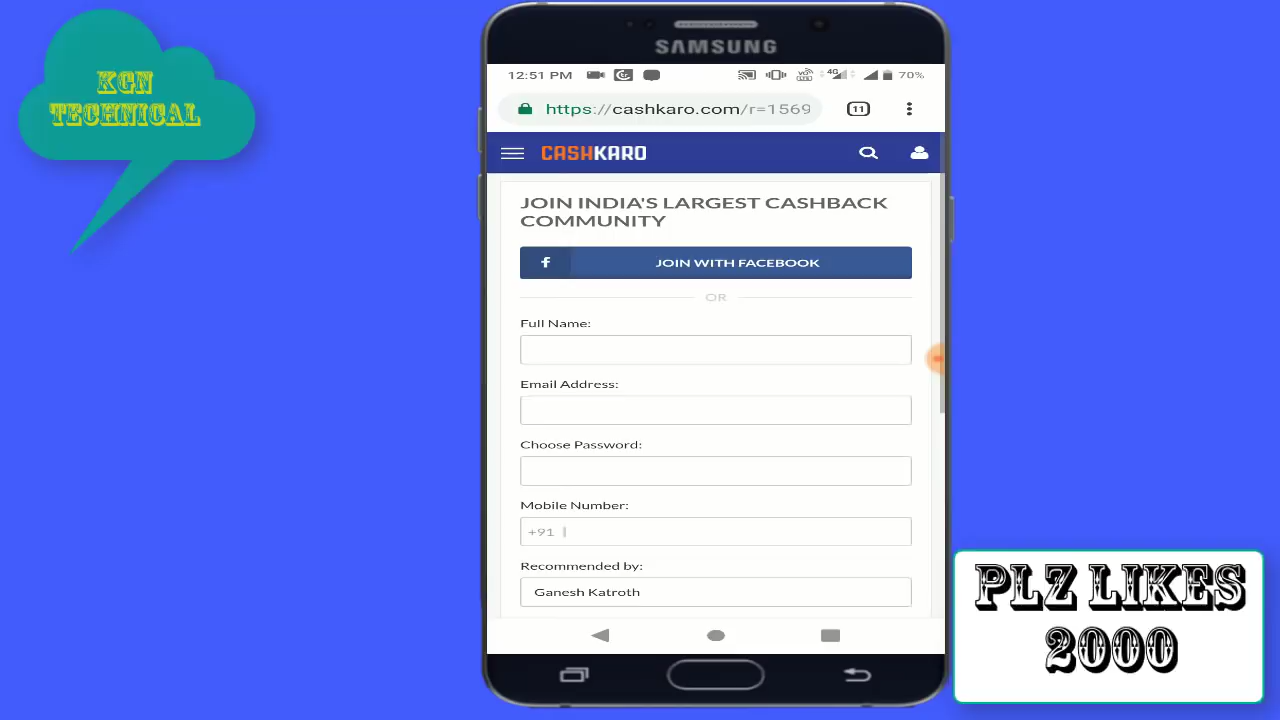 KGN
TECHNICAL
SAMSUNG
12:51 PM
4G
70%
https://cashkaro.com/r=1569
11
CASHKARO
JOIN INDIA'S LARGEST CASHBACK
COMMUNITY
f
JOIN WITH FACEBOOK
OR
Full Name:
Email Address:
Choose Password:
Mobile Number:
+91
Recommended by:
Ganesh Katroth
PLZ LIKES
2000